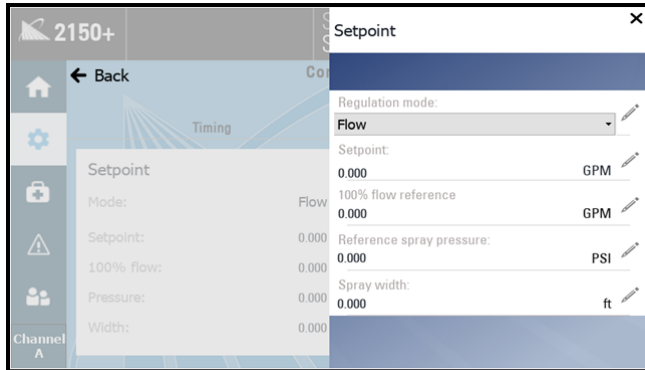 2150+
Setpoint
Back
Timing
Setpoint
Mode: Flow
Setpoint: 0.000
100% flow: 0.000
Pressure: 0.000
Width: 0.000
Channel
A
Regulation mode:
Flow
Setpoint:
0.000 GPM
100% flow reference
0.000 GPM
Reference spray pressure:
0.000 PSI
Spray width:
0.000 ft